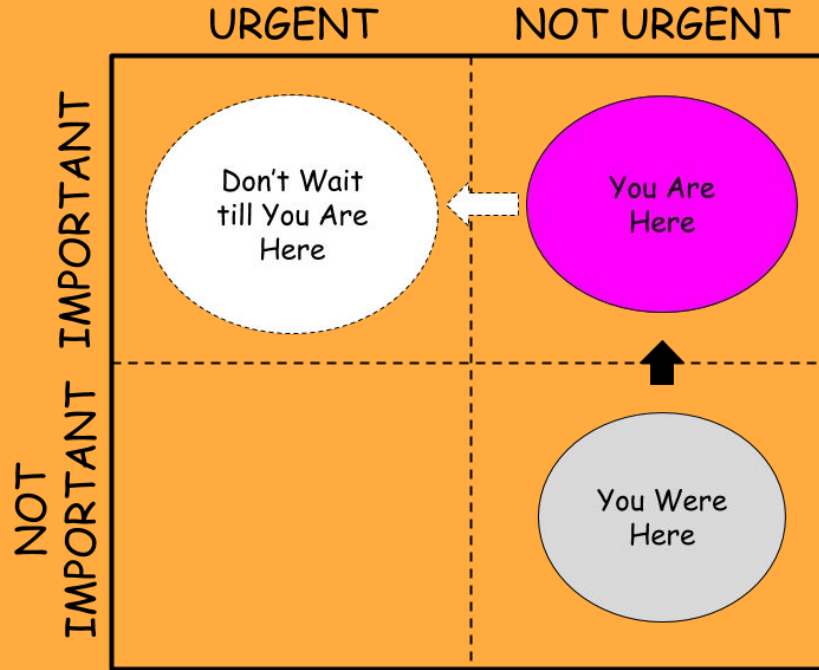 URGENT
NOT URGENT
IMPORTANT
Don't Wait
till You Are
Here
You Are
Here
NOT
IMPORTANT
You Were
Here